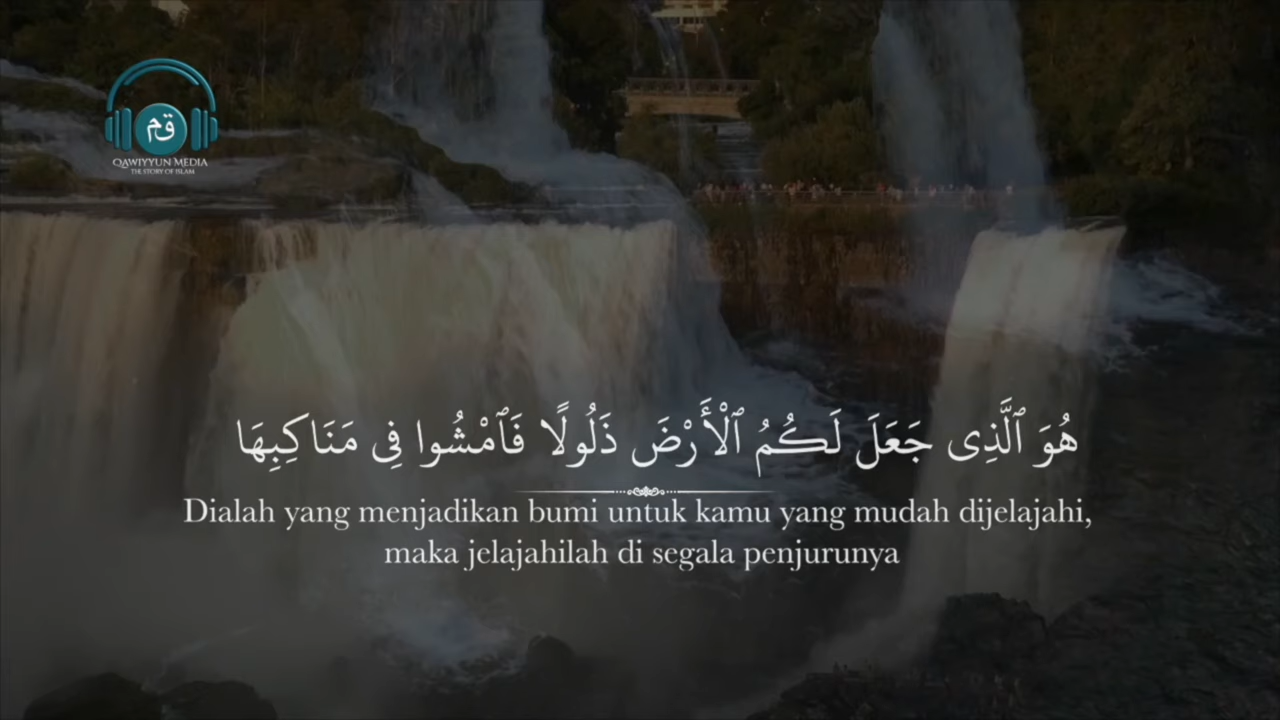 قم
QAWIYYUN MEDIA
THE STORY OF ISLAM
هُوَ ٱلَّذِى جَعَلَ لَكُمُ ٱلْأَرْضَ ذَلُولًا فَٱمْشُوا فِى مَنَاكِبِهَا
Dialah yang menjadikan bumi untuk kamu yang mudah dijelajahi,
maka jelajahilah di segala penjurunya